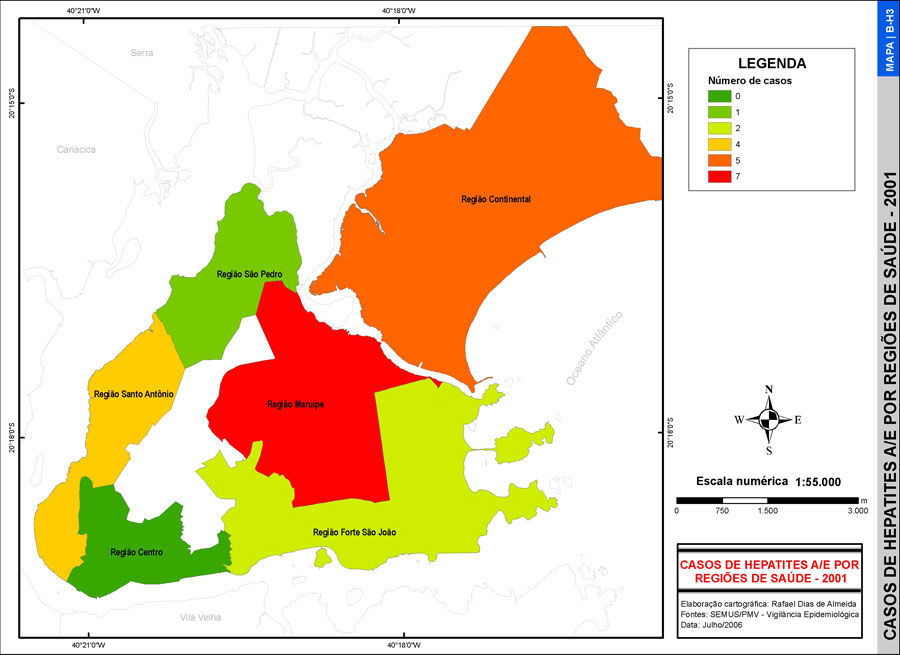 40°21'0"W
40°18'0"W
20°15'0"S
20°15'0"S
Serra
Canacica
Região Continental
Região São Pedro
Região Santo Antônio
Região Maruípe
Oceano Atlântico
20°18'0"S
20°18'0"S
Região Forte São João
Região Centro
Vila Velha
40°21'0"W
40°18'0"W
LEGENDA
Número de casos
0
1
2
4
5
7
N
W
E
S
Escala numérica 1:55.000
m
0 750 1.500 3.000
CASOS DE HEPATITES A/E POR
REGIÕES DE SAÚDE - 2001
Elaboração cartográfica: Rafael Dias de Almeida
Fontes: SEMUS/PMV - Vigilância Epidemiológica
Data: Julho/2006
MAPA | B-H3
CASOS DE HEPATITES A/E POR REGIÕES DE SAÚDE - 2001